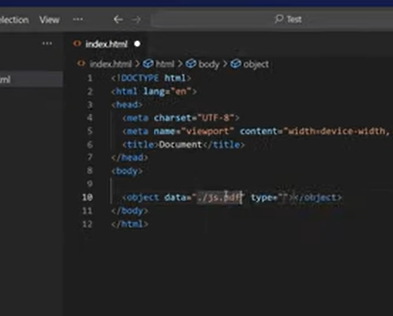 election View ··· ← → Test
··· <> index.html ●
ml <> index.html > html > body > object
1 <!DOCTYPE html>
2 <html lang="en">
3 <head>
4 <meta charset="UTF-8">
5 <meta name="viewport" content="width=device-width,
6 <title>Document</title>
7 </head>
8 <body>
9
10 <object data="./js.pdf" type=""></object>
11 </body>
12 </html>